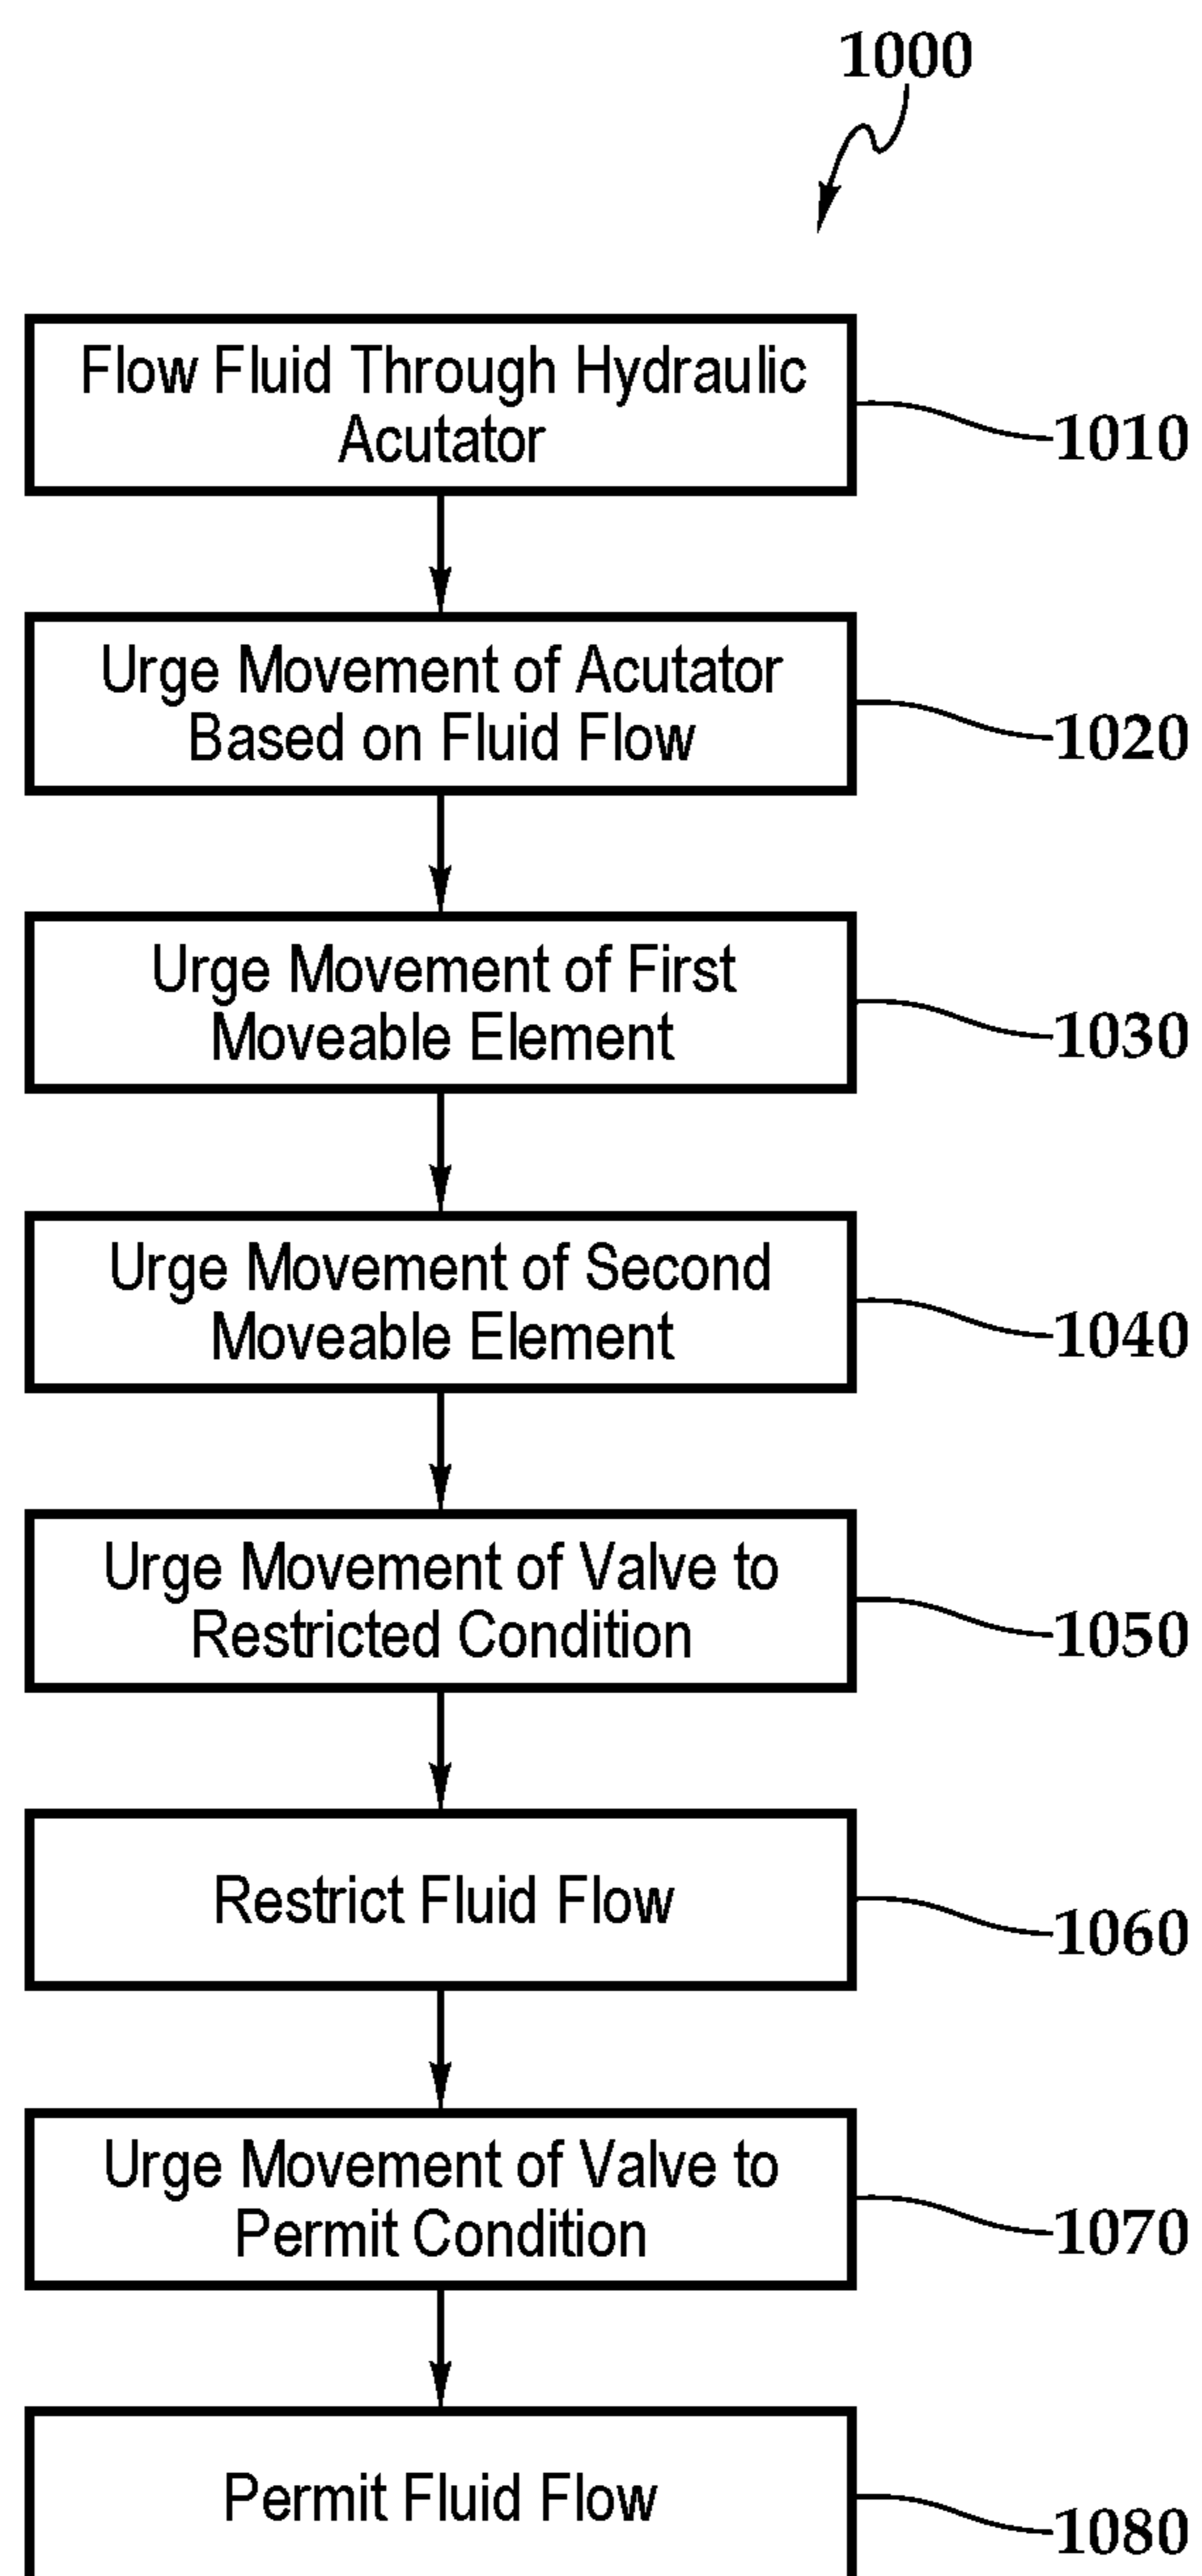 1000
Flow Fluid Through Hydraulic
Acutator
1010
Urge Movement of Acutator
Based on Fluid Flow
1020
Urge Movement of First
Moveable Element
1030
Urge Movement of Second
Moveable Element
1040
Urge Movement of Valve to
Restricted Condition
1050
Restrict Fluid Flow
1060
Urge Movement of Valve to
Permit Condition
1070
Permit Fluid Flow
1080